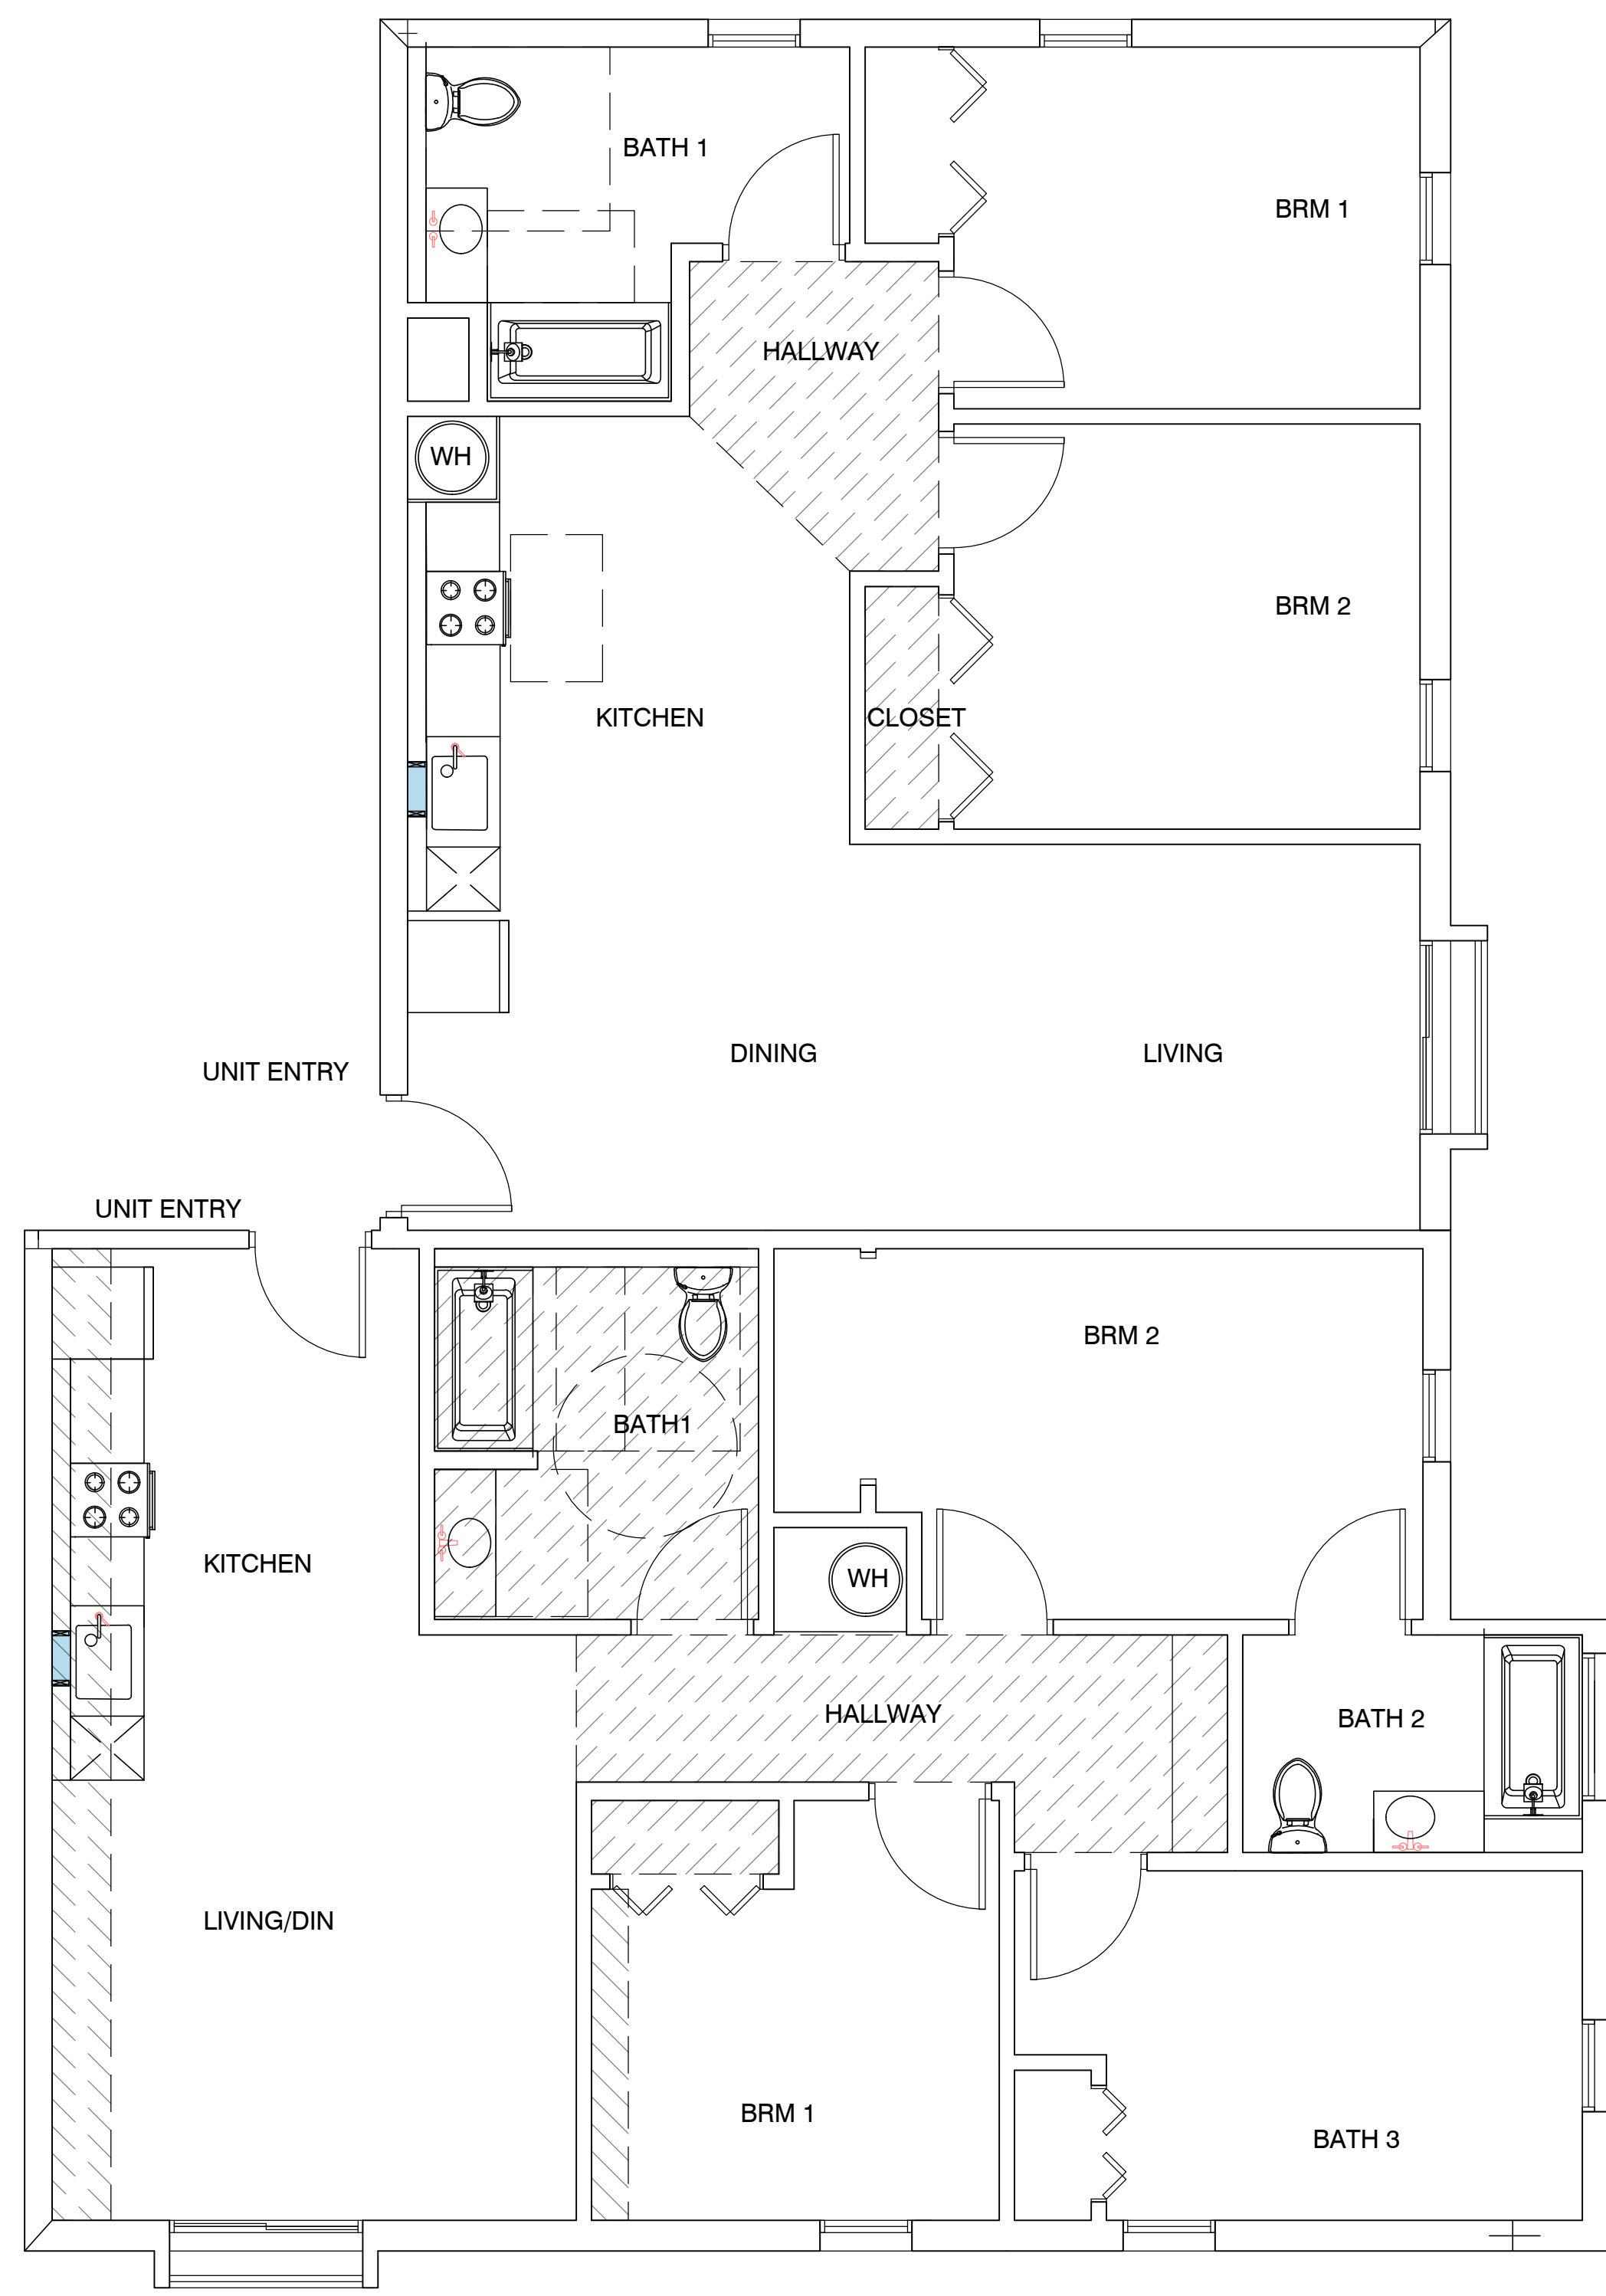 BATH 1
BRM 1
HALLWAY
WH
BRM 2
KITCHEN
CLOSET
DINING
LIVING
UNIT ENTRY
UNIT ENTRY
BRM 2
BATH1
KITCHEN
WH
HALLWAY
BATH 2
LIVING/DIN
BRM 1
BATH 3